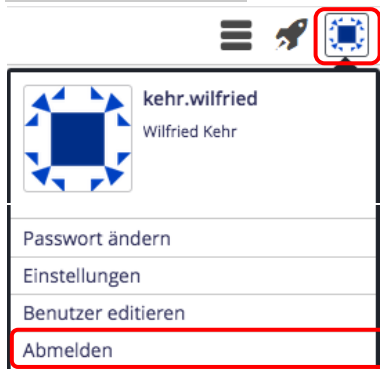 kehr.wilfried
Wilfried Kehr
Passwort ändern
Einstellungen
Benutzer editieren
Abmelden